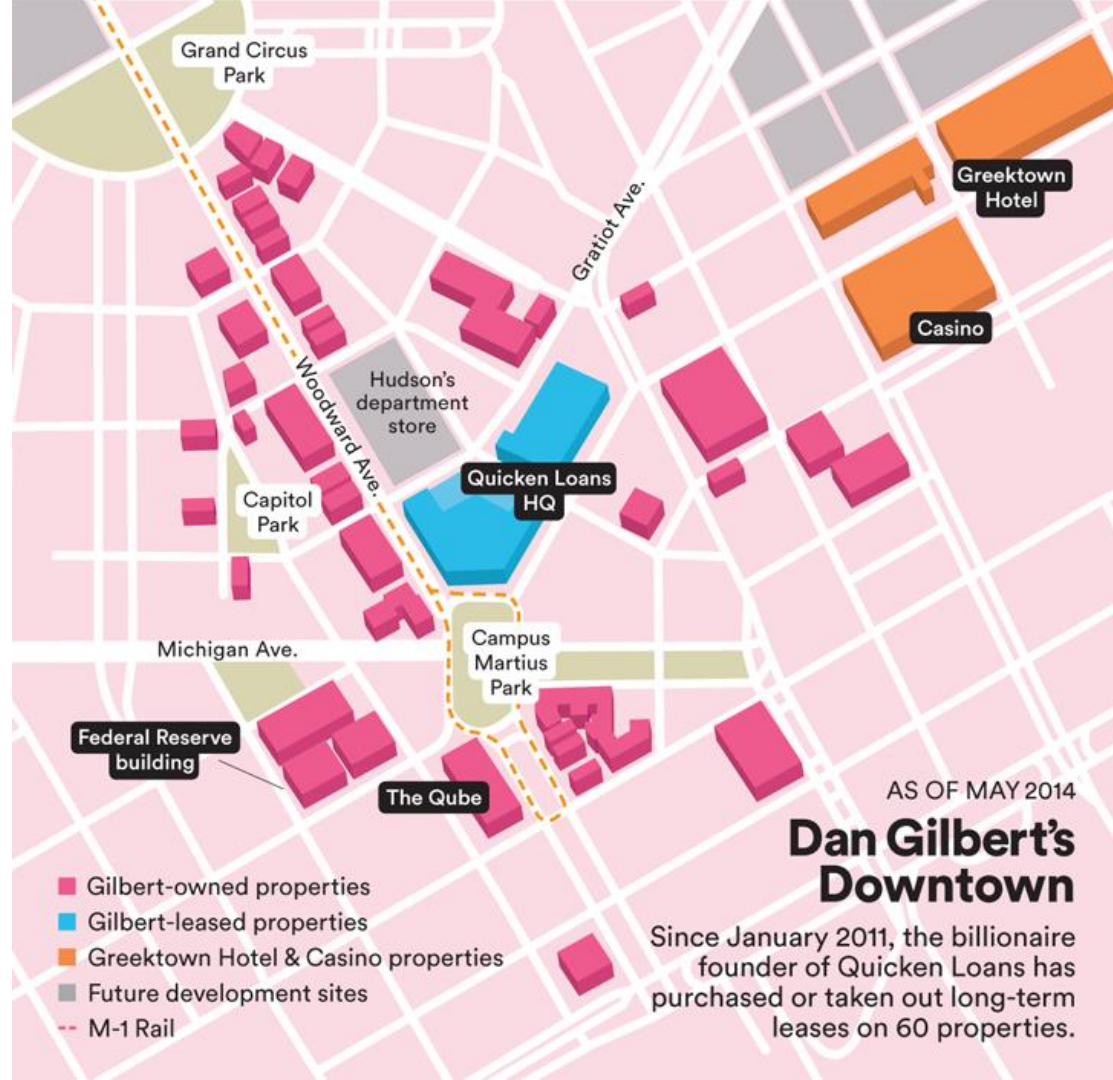 Grand Circus
Park
Gratiot Ave.
Greektown
Hotel
Casino
Woodward Ave.
Hudson's
department
store
Quicken Loans
HQ
Capitol
Park
Michigan Ave.
Campus
Martius
Park
Federal Reserve
building
The Qube
AS OF MAY 2014
Dan Gilbert's
Downtown
Since January 2011, the billionaire
founder of Quicken Loans has
purchased or taken out long-term
leases on 60 properties.
Gilbert-owned properties
Gilbert-leased properties
Greektown Hotel & Casino properties
Future development sites
M-1 Rail